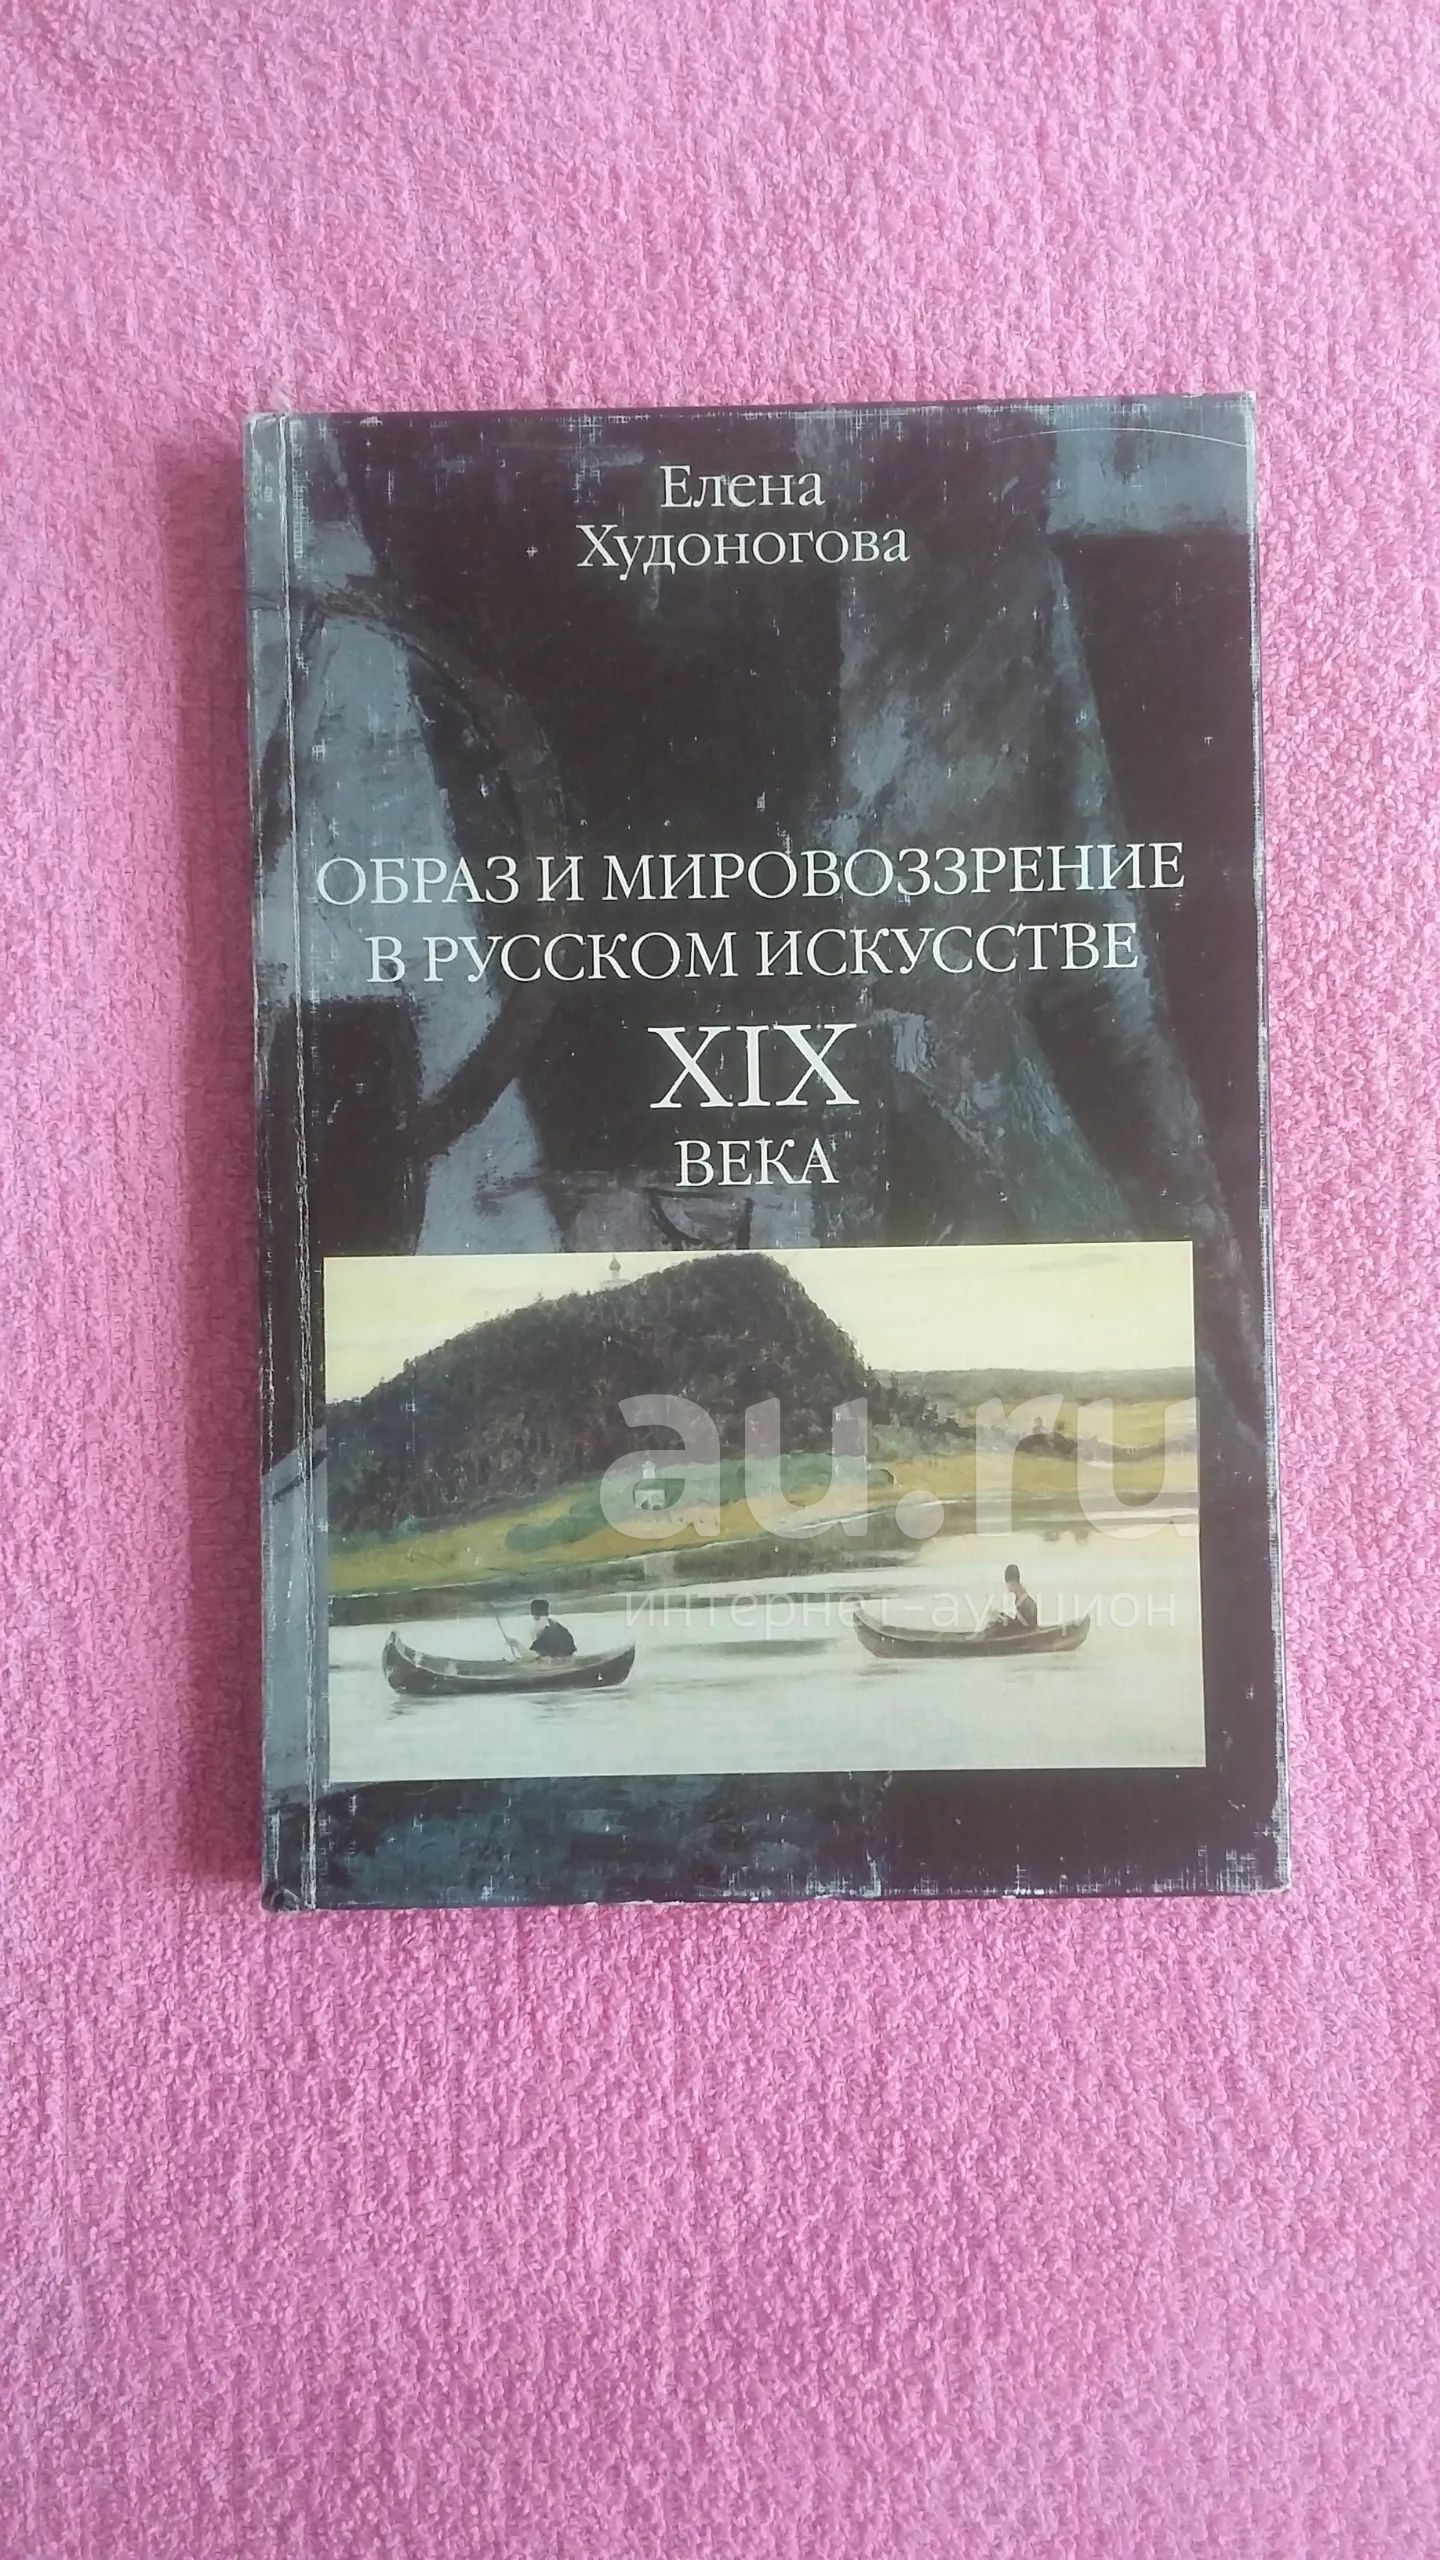 Елена
Худоногова
ОБРАЗ И МИРОВОЗЗРЕНИЕ
В РУССКОМ ИСКУССТВЕ
XIX
ВЕКА
au.ru
интернет-аукцион